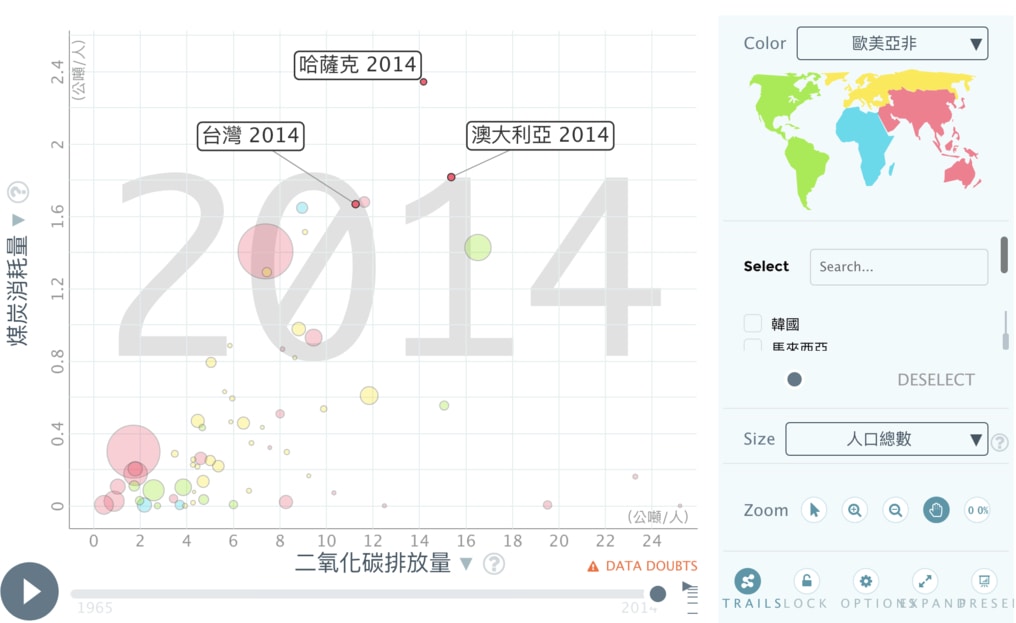 哈薩克 2014
台灣 2014
澳大利亞 2014
2014
煤炭消耗量 ▼ ?
(公噸/人)
2.4
2
1.6
1.2
0.8
0.4
0
0 2 4 6 8 10 12 14 16 18 20 22 24
(公噸/人)
二氧化碳排放量 ▼ ?
DATA DOUBTS
1965
2014
Color 歐美亞非 ▼
Select Search...
韓國
馬來西亞
DESELECT
Size 人口總數 ▼ ?
Zoom
TRAILS LOCK OPTIONS EXPAND PRESE